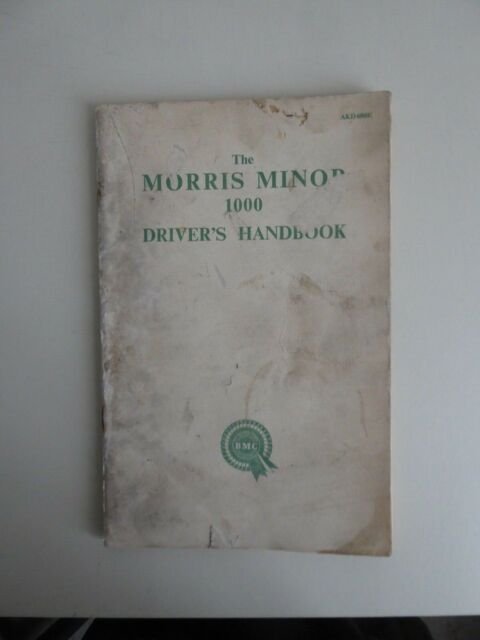 The
MORRIS MINOR
1000
DRIVER'S HANDBOOK
BMC